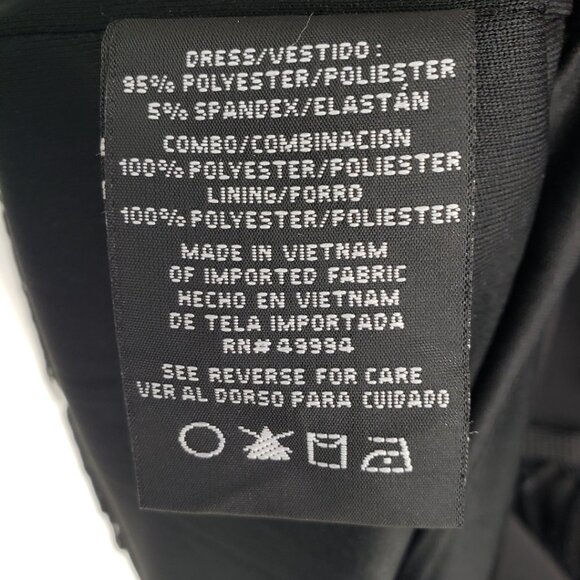 DRESS/VESTIDO:
95% POLYESTER/POLIESTER
5% SPANDEX/ELASTÁN
COMBO/COMBINACION
100% POLYESTER/POLIESTER
LINING/FORRO
100% POLYESTER/POLIESTER
MADE IN VIETNAM
OF IMPORTED FABRIC
HECHO EN VIETNAM
DE TELA IMPORTADA
RN# 49994
SEE REVERSE FOR CARE
VER AL DORSO PARA CUIDADO